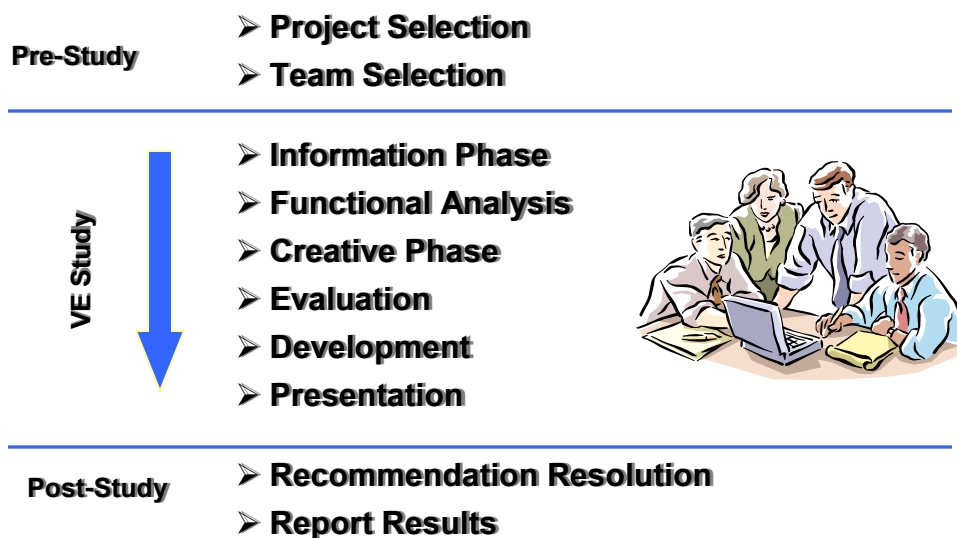 Pre-Study
➢ Project Selection
➢ Team Selection
VE Study
➢ Information Phase
➢ Functional Analysis
➢ Creative Phase
➢ Evaluation
➢ Development
➢ Presentation
Post-Study
➢ Recommendation Resolution
➢ Report Results